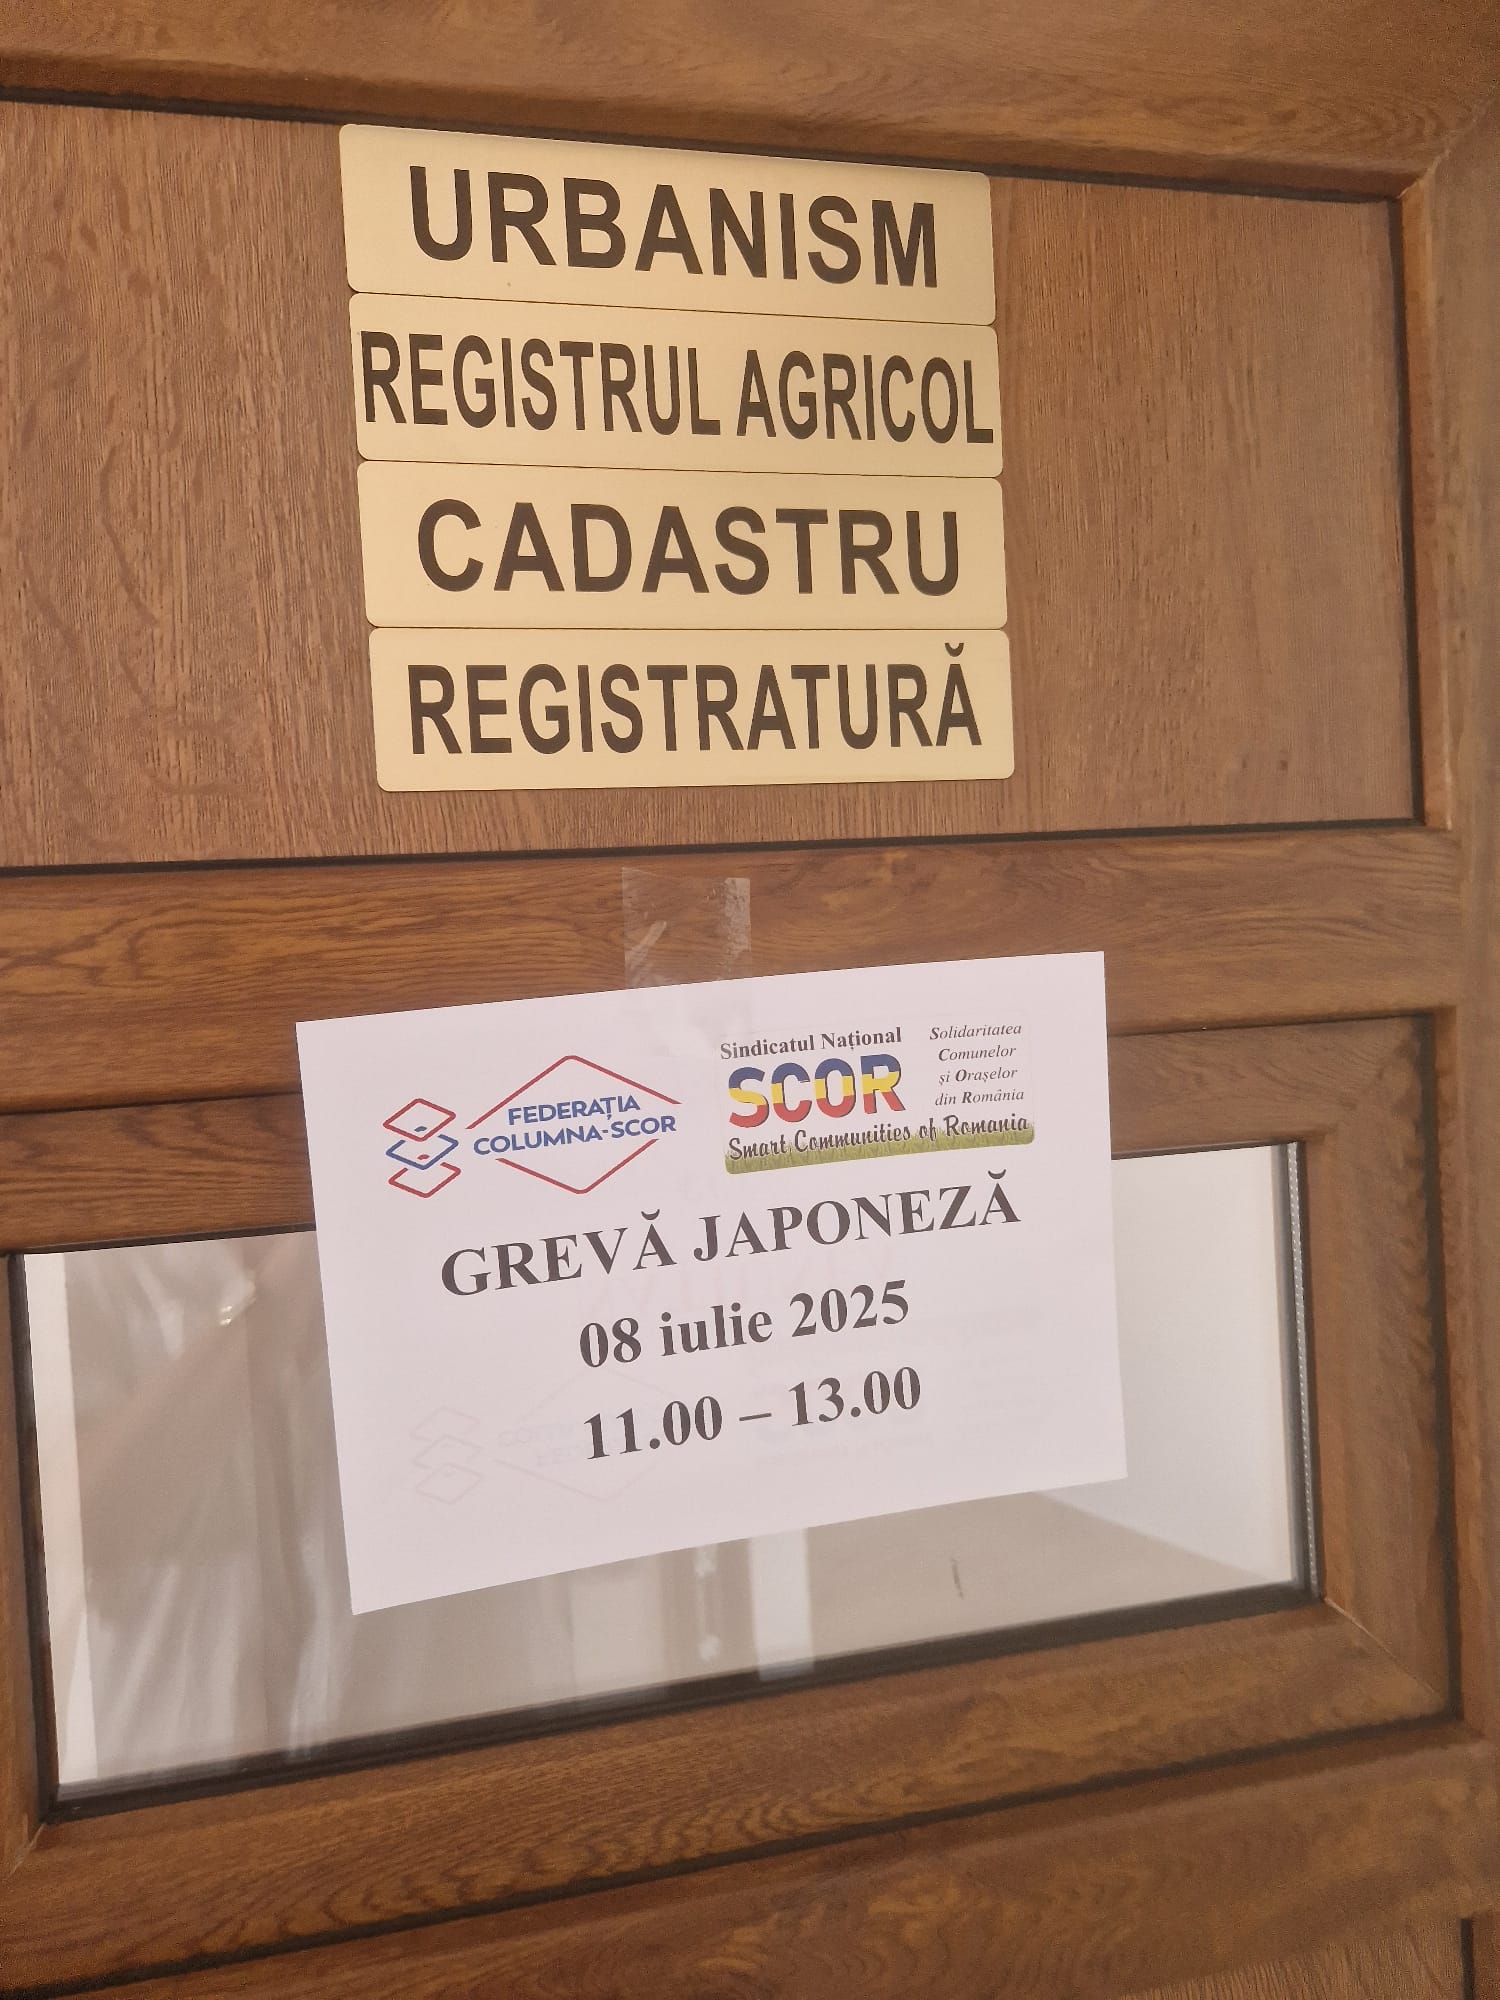 URBANISM
REGISTRUL AGRICOL
CADASTRU
REGISTRATURĂ
FEDERAȚIA
COLUMNA-SCOR
Sindicatul Național
SCOR
Solidaritatea
Comunelor
și Orașelor
din România
Smart Communities of Romania
GREVĂ JAPONEZĂ
08 iulie 2025
11.00 – 13.00